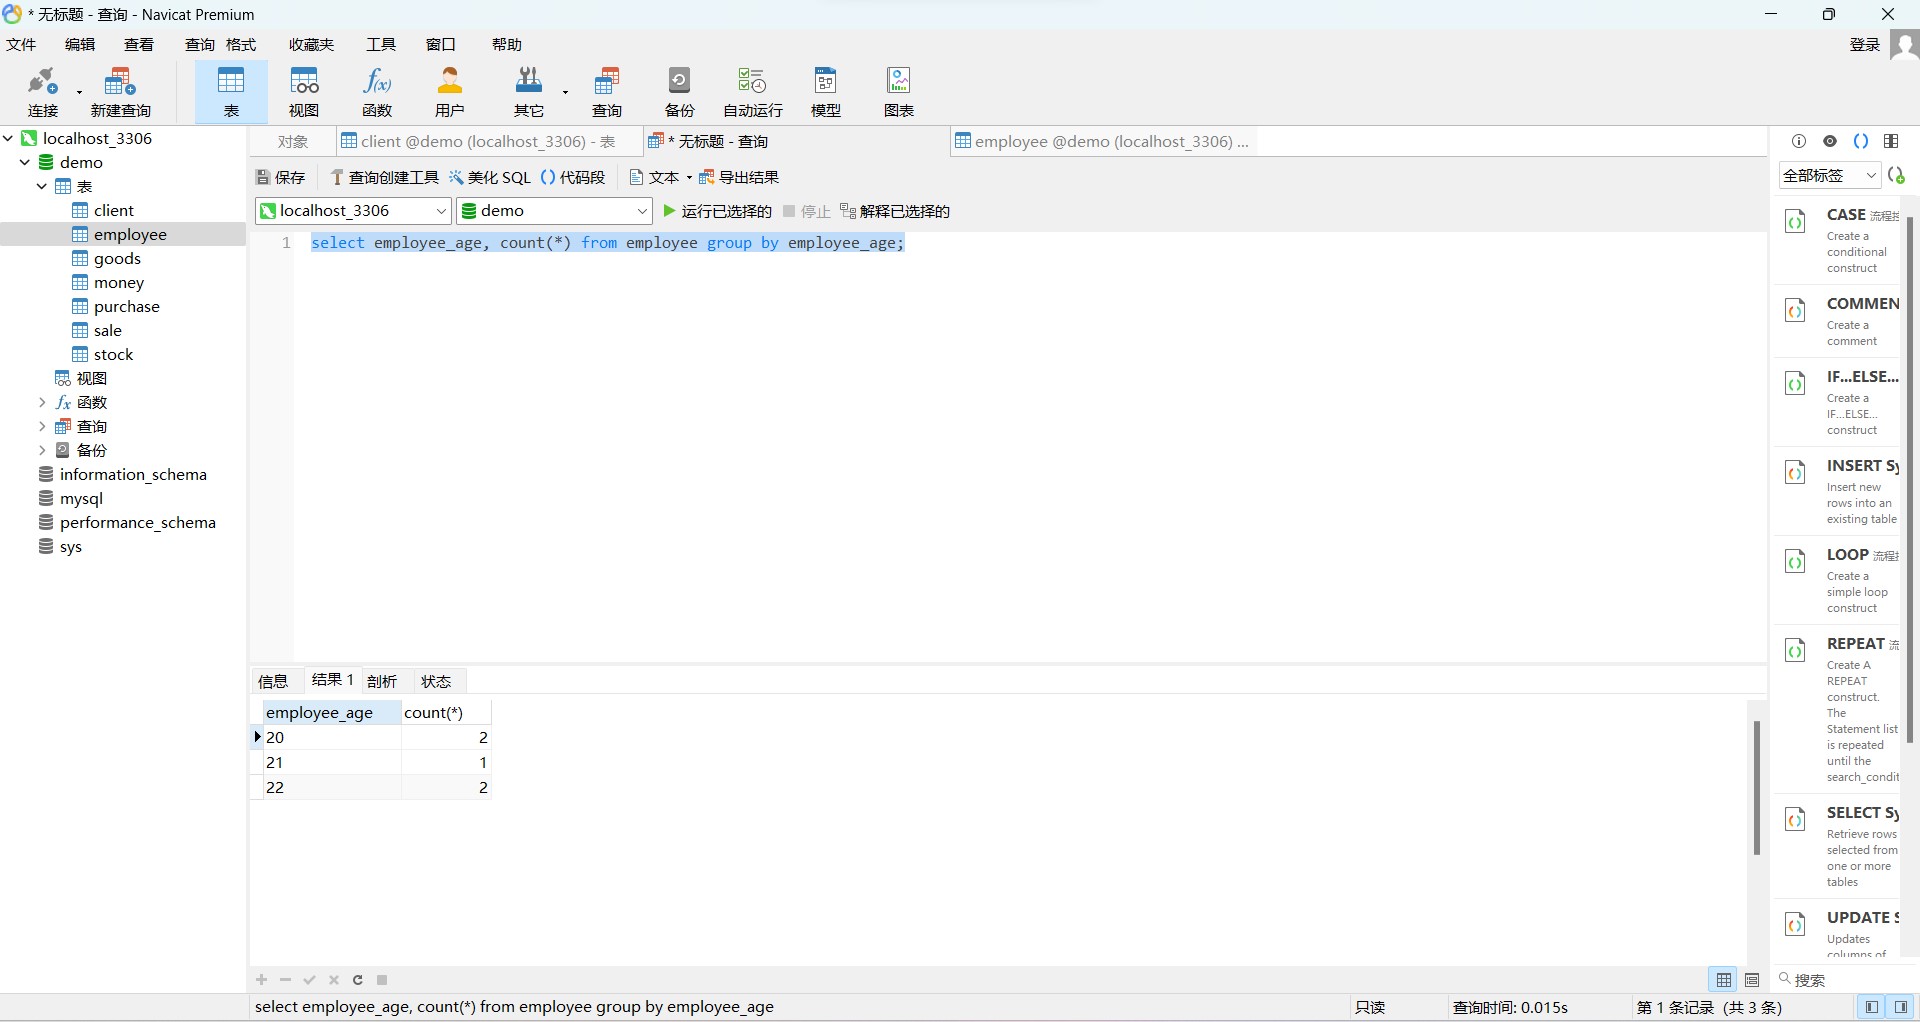 * 无标题 - 查询 - Navicat Premium
文件 编辑 查看 查询 格式 收藏夹 工具 窗口 帮助 登录
连接 新建查询 表 视图 函数 用户 其它 查询 备份 自动运行 模型 图表
localhost_3306
demo
表
client
employee
goods
money
purchase
sale
stock
视图
函数
查询
备份
information_schema
mysql
performance_schema
sys
对象 client @demo (localhost_3306) - 表 * 无标题 - 查询 employee @demo (localhost_3306) ...
保存 查询创建工具 美化 SQL 代码段 文本 导出结果
localhost_3306 demo 运行已选择的 停止 解释已选择的
1 select employee_age, count(*) from employee group by employee_age;
信息 结果 1 剖析 状态
employee_age count(*)
20 2
21 1
22 2
全部标签
CASE 流程
Create a
conditional
construct
COMMEN
Create a
comment
IF...ELSE...
Create a
IF...ELSE...
construct
INSERT Sy
Insert new
rows into an
existing table
LOOP 流程
Create a
simple loop
construct
REPEAT 流
Create A
REPEAT
construct.
The
Statement list
is repeated
until the
search_condit
SELECT Sy
Retrieve rows
selected from
one or more
tables
UPDATE S
Updates
columns of
搜索
select employee_age, count(*) from employee group by employee_age 只读 查询时间: 0.015s 第 1 条记录 (共 3 条)